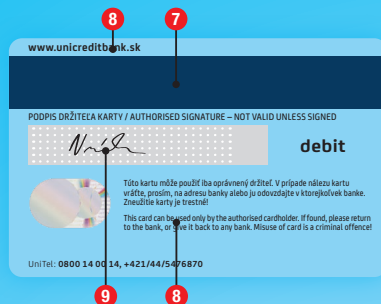 8 7
www.unicreditbank.sk
PODPIS DRŽITEĽA KARTY / AUTHORISED SIGNATURE – NOT VALID UNLESS SIGNED
debit
Túto kartu môže použiť iba oprávnený držiteľ. V prípade nálezu kartu
vráťte, prosím, na adresu banky alebo ju odovzdajte v ktorejkoľvek banke.
Zneužitie karty je trestné!
This card can be used only by the authorised cardholder. If found, please return
to the bank, or give it back to any bank. Misuse of card is a criminal offence!
UniTel: 0800 14 00 14, +421/44/5476870
9 8